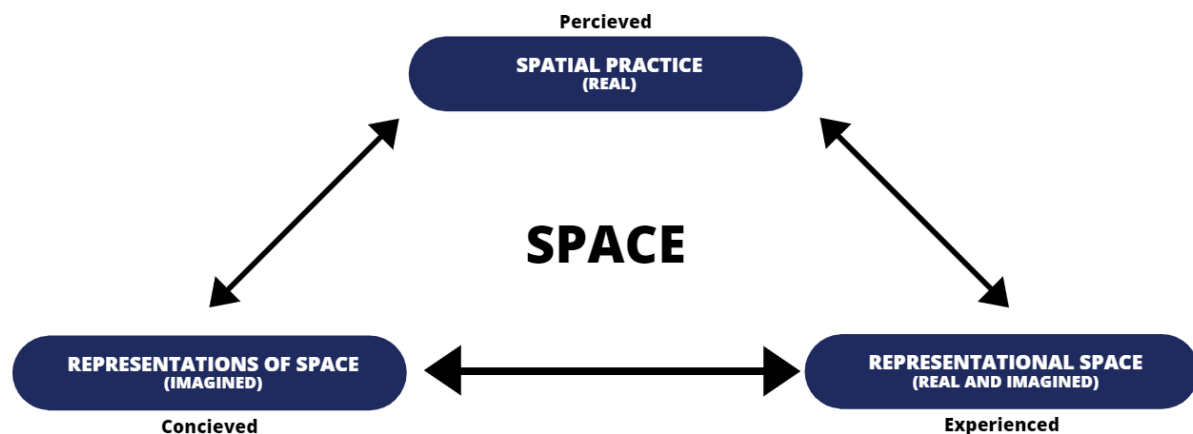 Percieved
SPATIAL PRACTICE
(REAL)
SPACE
REPRESENTATIONS OF SPACE
(IMAGINED)
Concieved
REPRESENTATIONAL SPACE
(REAL AND IMAGINED)
Experienced